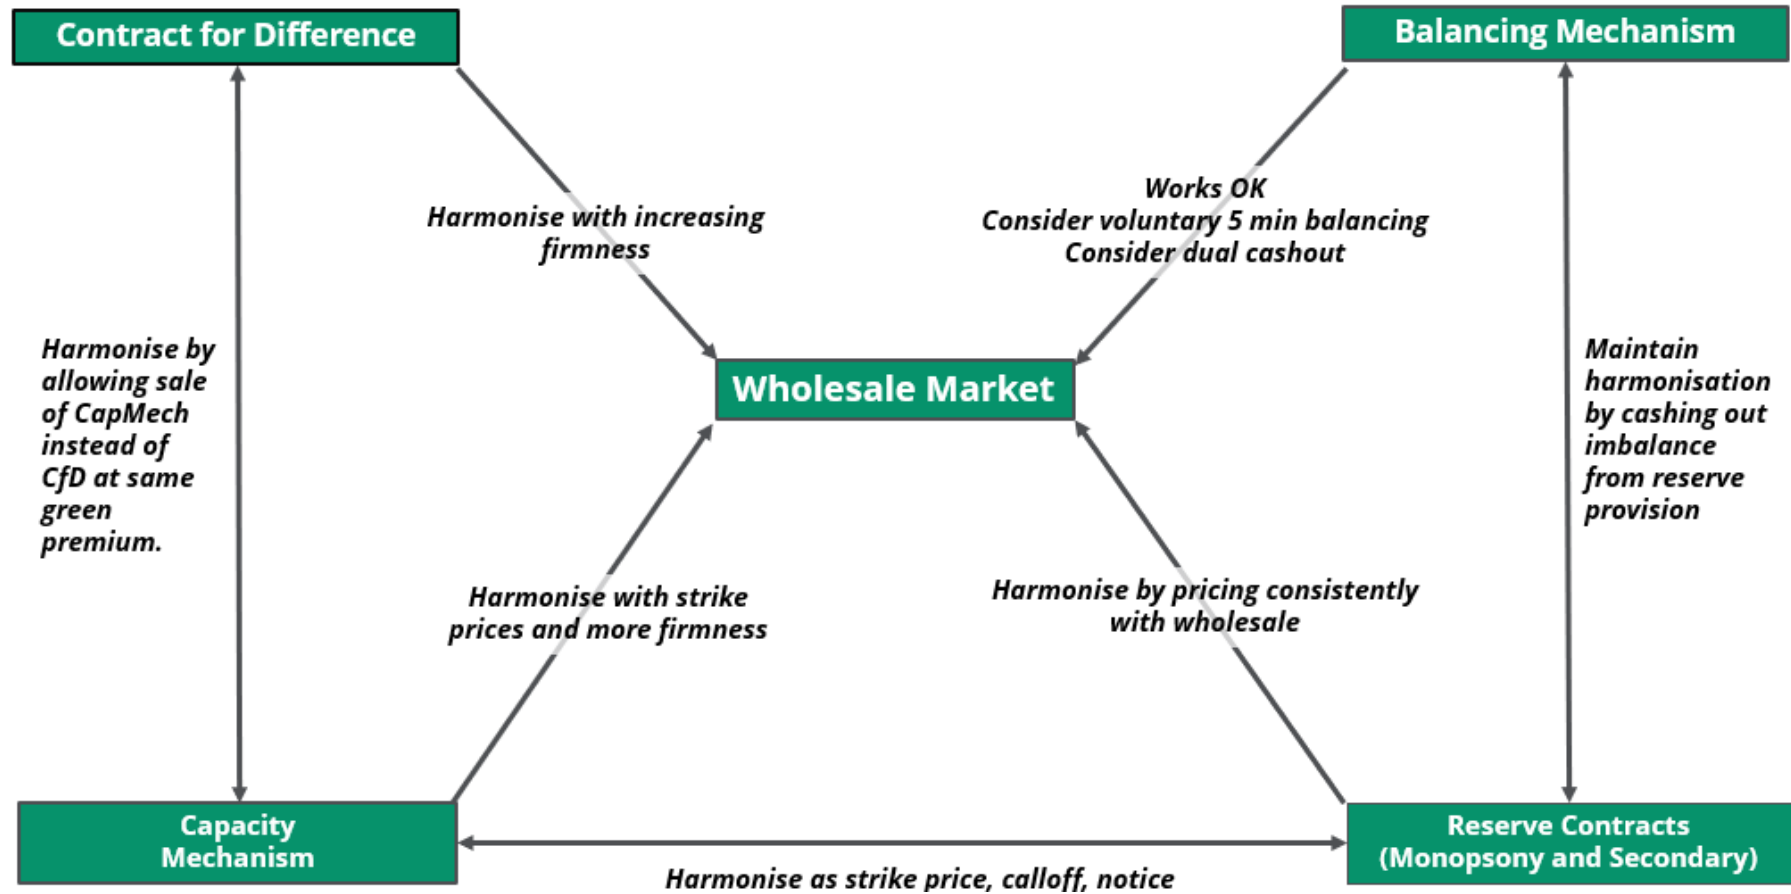 Contract for Difference
Balancing Mechanism
Harmonise with increasing
firmness
Works OK
Consider voluntary 5 min balancing
Consider dual cashout
Harmonise by
allowing sale
of CapMech
instead of
CfD at same
green
premium.
Wholesale Market
Maintain
harmonisation
by cashing out
imbalance
from reserve
provision
Harmonise with strike
prices and more firmness
Harmonise by pricing consistently
with wholesale
Capacity
Mechanism
Reserve Contracts
(Monopsony and Secondary)
Harmonise as strike price, calloff, notice